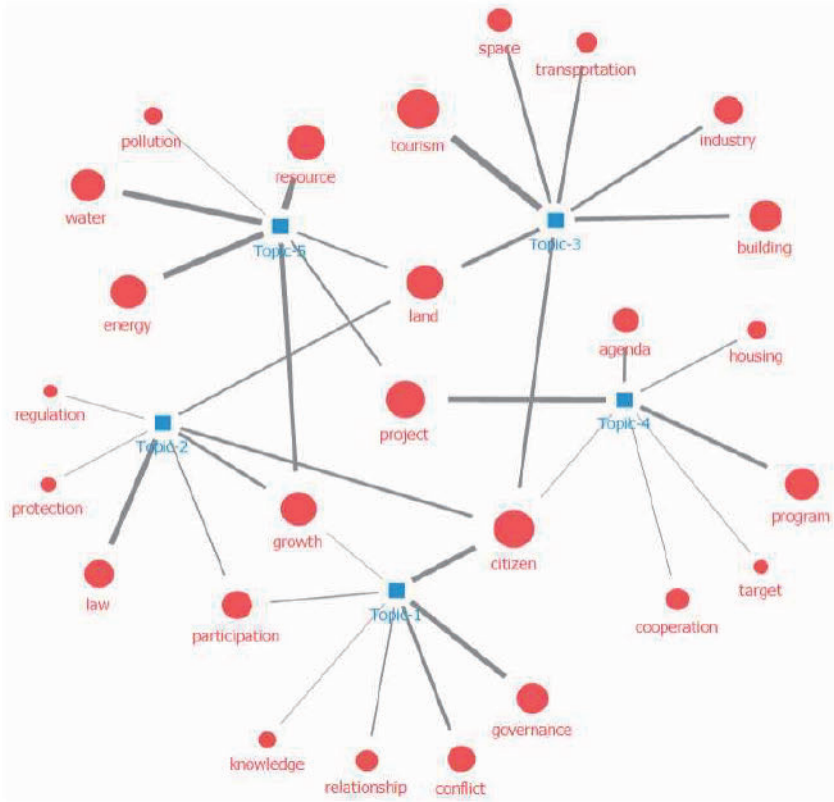 space
transportation
tourism
industry
pollution
resource
water
building
Topic-5
Topic-3
land
energy
agenda
housing
regulation
project
Topic-4
Topic-2
protection
growth
program
citizen
law
target
participation
Topic-1
cooperation
governance
knowledge
relationship
conflict